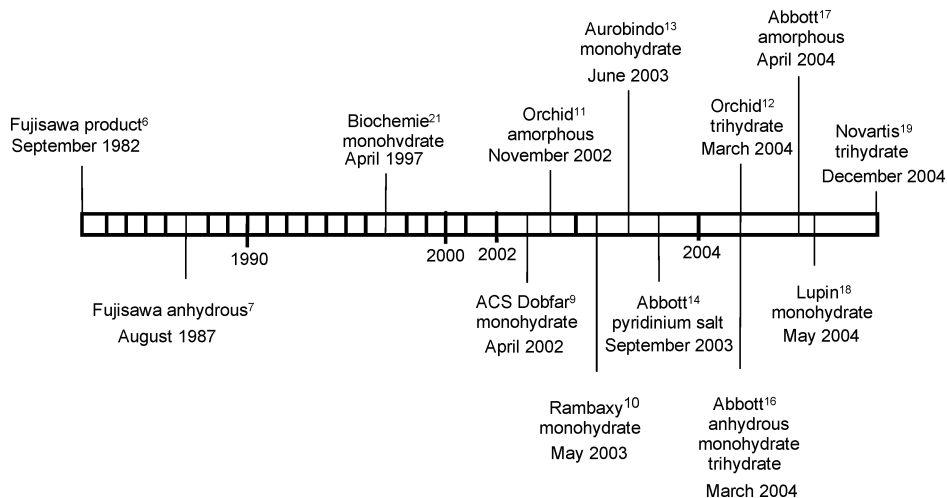 Fujisawa product⁶
September 1982
Biochemie²¹
monohvdrate
April 1997
Orchid¹¹
amorphous
November 2002
Aurobindo¹³
monohydrate
June 2003
Orchid¹²
trihydrate
March 2004
Abbott¹⁷
amorphous
April 2004
Novartis¹⁹
trihydrate
December 2004
1990
2000
2002
2004
Fujisawa anhydrous⁷
August 1987
ACS Dobfar⁹
monohydrate
April 2002
Rambaxy¹⁰
monohydrate
May 2003
Abbott¹⁴
pyridinium salt
September 2003
Abbott¹⁶
anhydrous
monohydrate
trihydrate
March 2004
Lupin¹⁸
monohydrate
May 2004